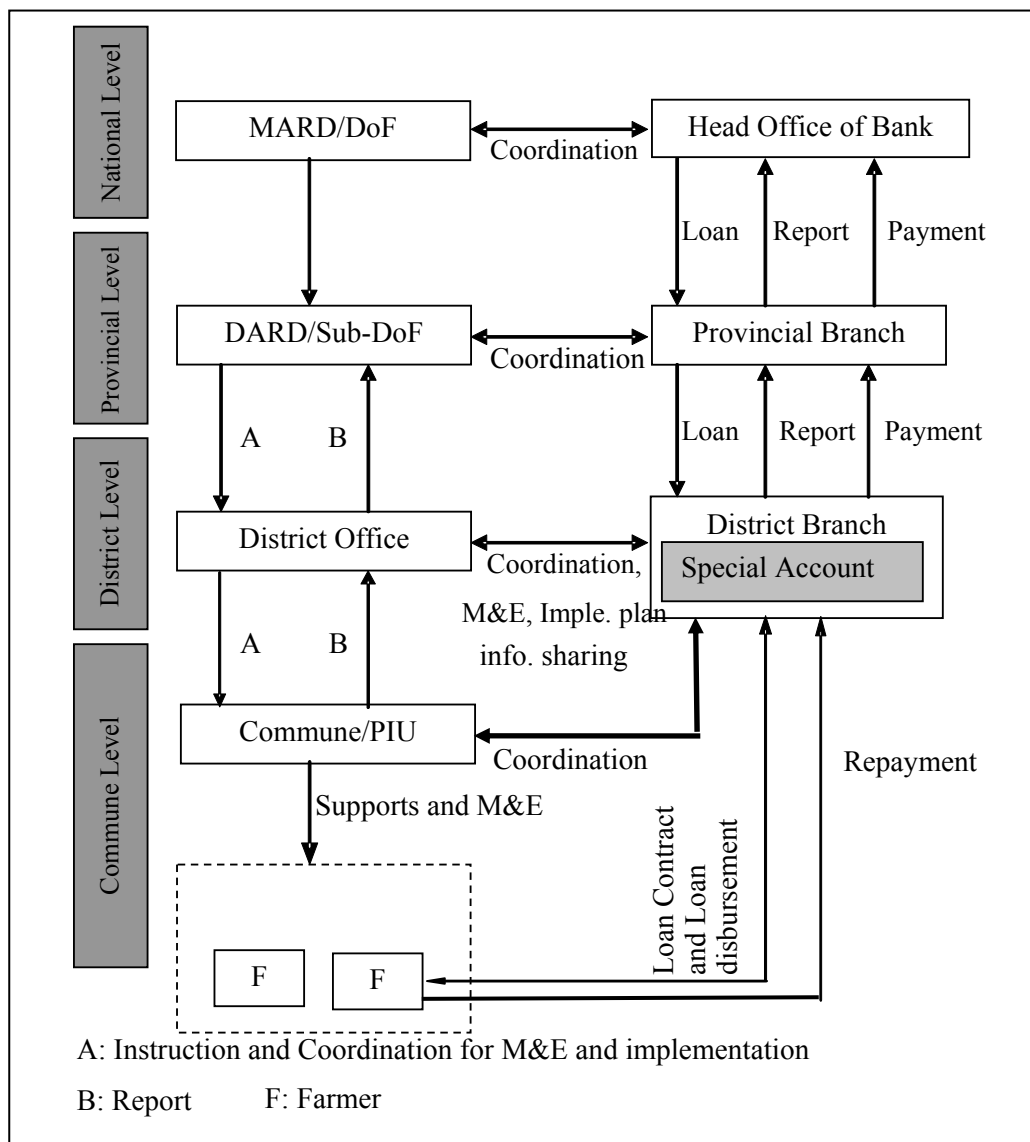 National Level
MARD/DoF
Coordination
Head Office of Bank
Loan
Report
Payment
Provincial Level
DARD/Sub-DoF
Coordination
Provincial Branch
A
B
Loan
Report
Payment
District Level
District Office
Coordination,
M&E, Imple. plan
info. sharing
District Branch
Special Account
A
B
Commune Level
Commune/PIU
Coordination
Repayment
Supports and M&E
Loan Contract
and Loan
disbursement
F
F
A: Instruction and Coordination for M&E and implementation
B: Report F: Farmer